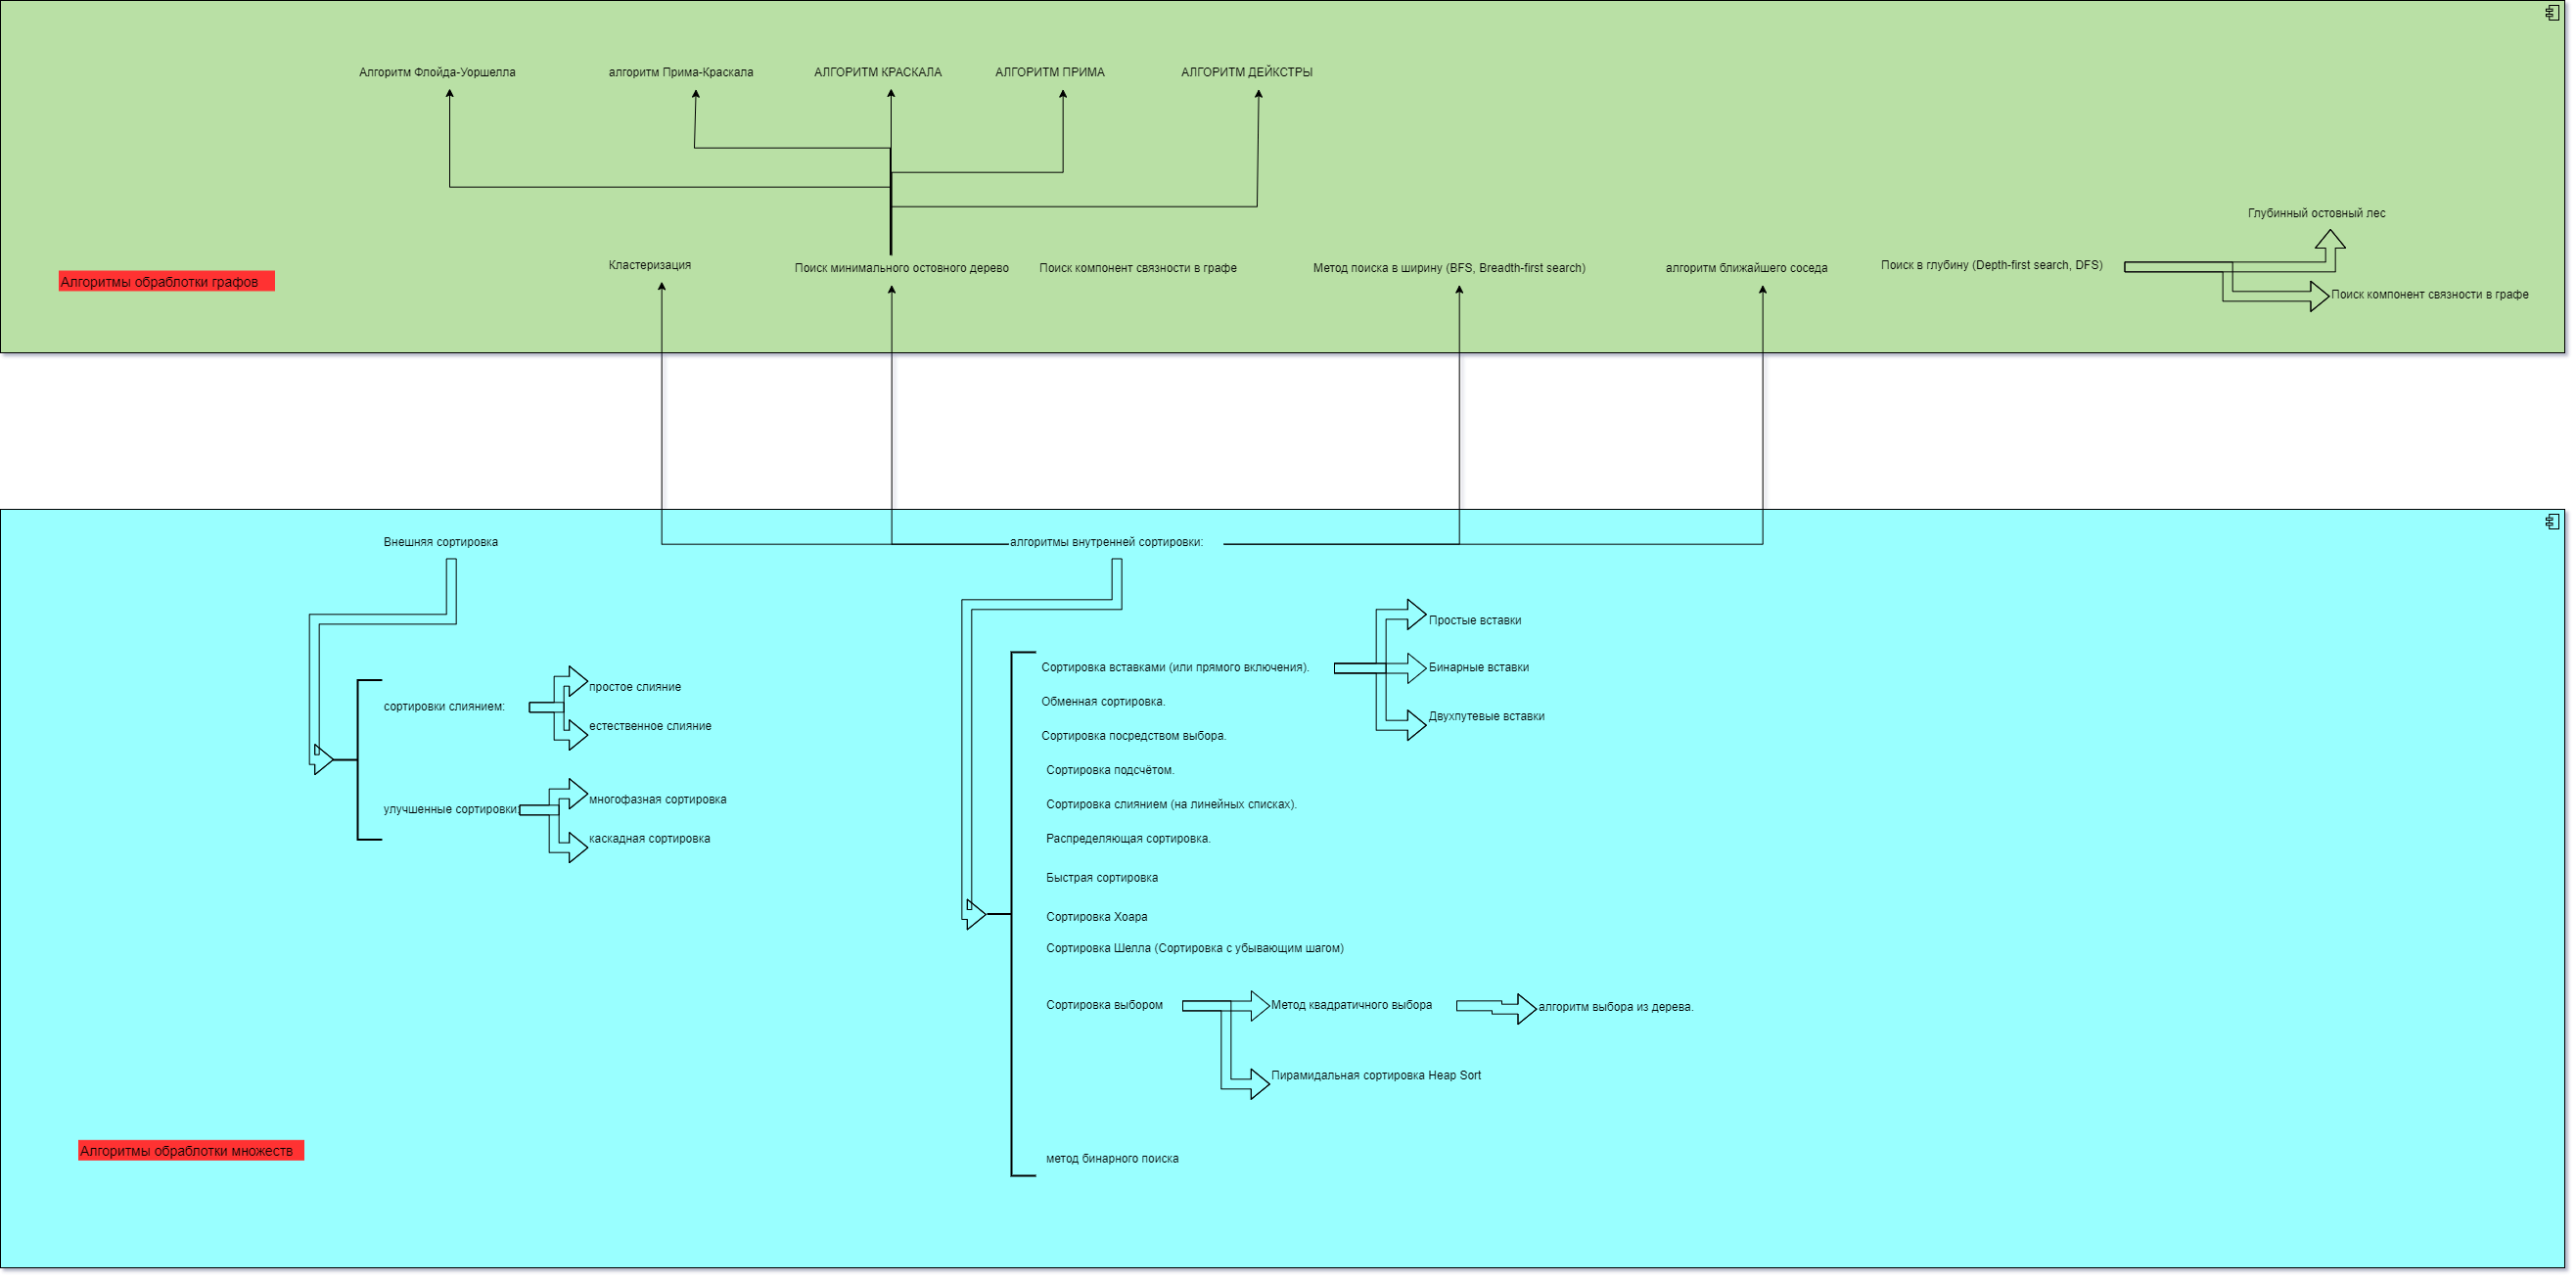 Алгоритм Флойда-Уоршелла
алгоритм Прима-Краскала
АЛГОРИТМ КРАСКАЛА
АЛГОРИТМ ПРИМА
АЛГОРИТМ ДЕЙКСТРЫ
Глубинный остовный лес
Кластеризация
Поиск минимального остовного дерево
Поиск компонент связности в графе
Метод поиска в ширину (BFS, Breadth-first search)
алгоритм ближайшего соседа
Поиск в глубину (Depth-first search, DFS)
Алгоритмы обраблотки графов
Поиск компонент связности в графе
Внешняя сортировка
алгоритмы внутренней сортировки:
сортировки слиянием:
простое слияние
естественное слияние
улучшенные сортировки:
многофазная сортировка
каскадная сортировка
Сортировка вставками (или прямого включения).
Простые вставки
Бинарные вставки
Двухпутевые вставки
Обменная сортировка.
Сортировка посредством выбора.
Сортировка подсчётом.
Сортировка слиянием (на линейных списках).
Распределяющая сортировка.
Быстрая сортировка
Сортировка Хоара
Сортировка Шелла (Сортировка с убывающим шагом)
Сортировка выбором
Метод квадратичного выбора
алгоритм выбора из дерева.
Пирамидальная сортировка Heap Sort
Алгоритмы обраблотки множеств
метод бинарного поиска